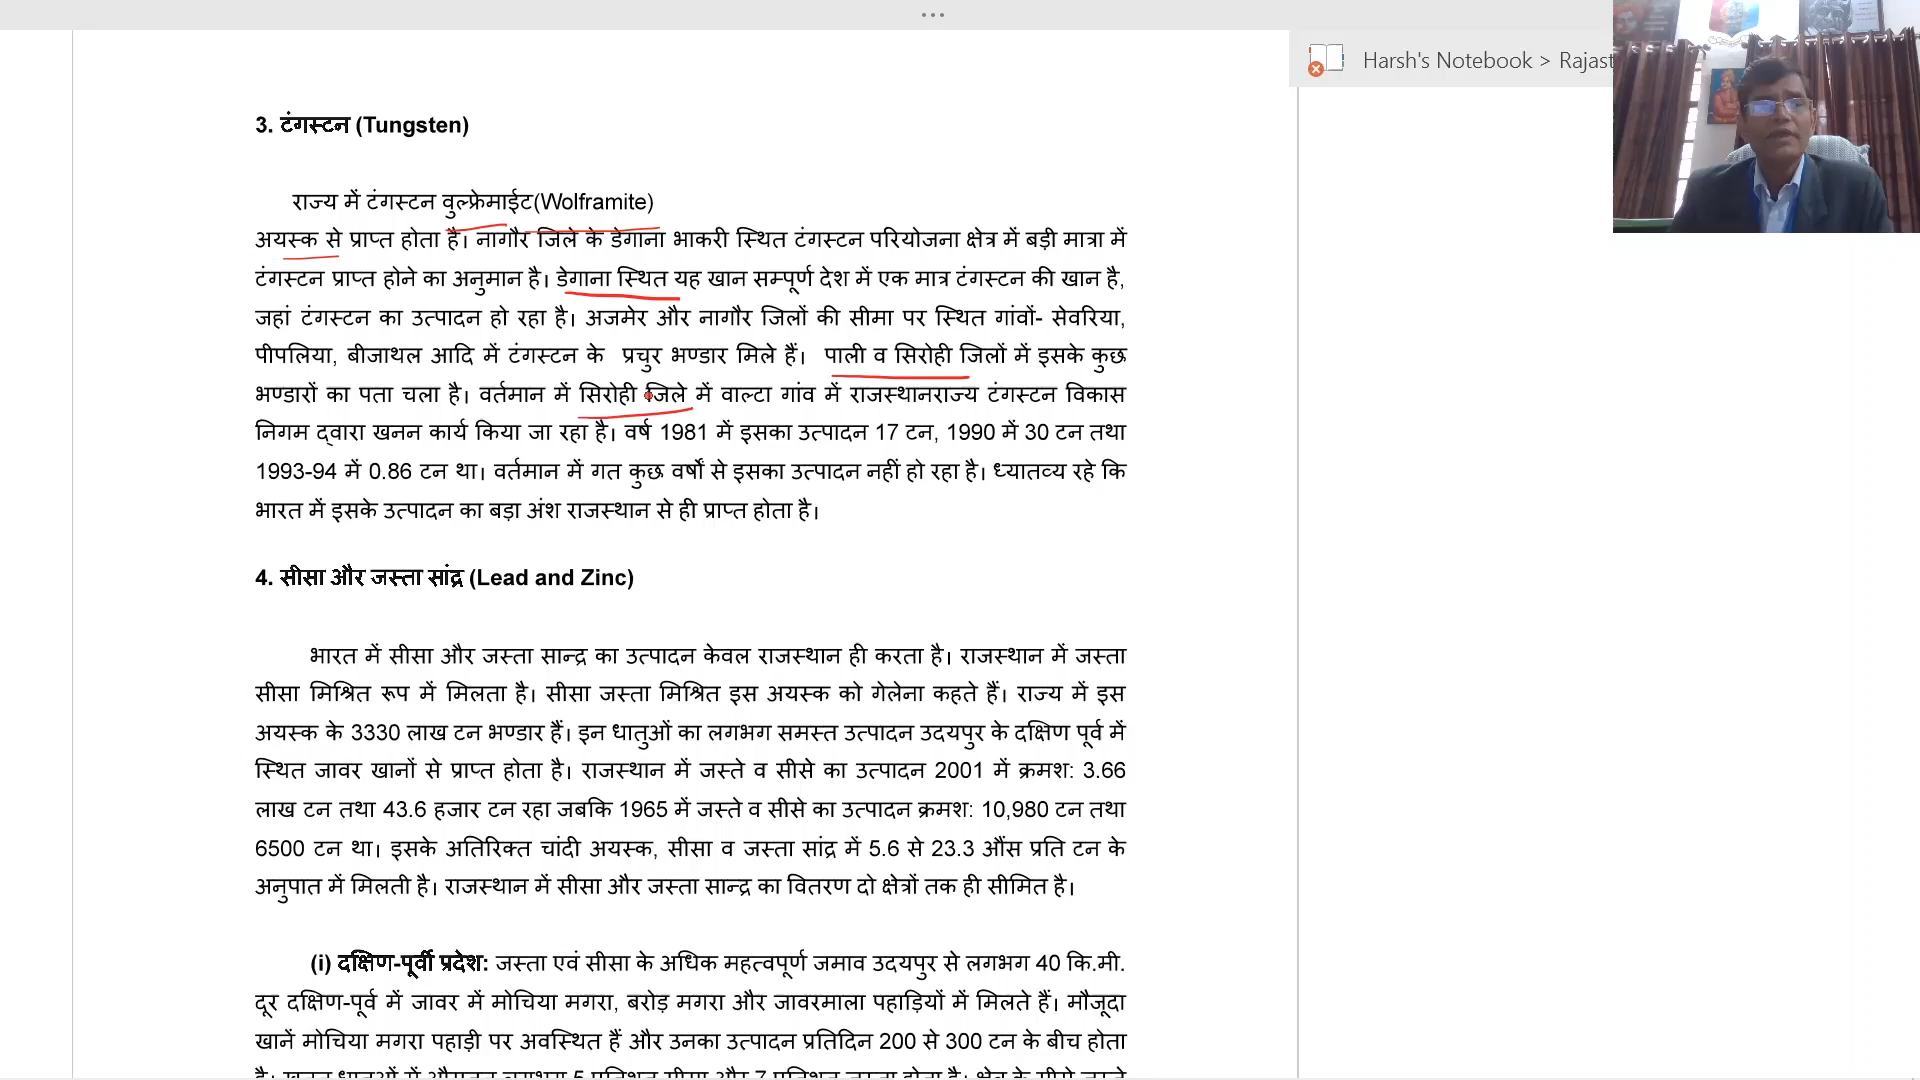 Harsh's Notebook > Rajast
3. टंगस्टन (Tungsten)
राज्य में टंगस्टन वुल्फ्रेमाईट(Wolframite)
अयस्क से प्राप्त होता है। नागौर जिले के डेगाना भाकरी स्थित टंगस्टन परियोजना क्षेत्र में बड़ी मात्रा में
टंगस्टन प्राप्त होने का अनुमान है। डेगाना स्थित यह खान सम्पूर्ण देश में एक मात्र टंगस्टन की खान है,
जहां टंगस्टन का उत्पादन हो रहा है। अजमेर और नागौर जिलों की सीमा पर स्थित गांवों- सेवरिया,
पीपलिया, बीजाथल आदि में टंगस्टन के प्रचुर भण्डार मिले हैं। पाली व सिरोही जिलों में इसके कुछ
भण्डारों का पता चला है। वर्तमान में सिरोही जिले में वाल्टा गांव में राजस्थानराज्य टंगस्टन विकास
निगम द्वारा खनन कार्य किया जा रहा है। वर्ष 1981 में इसका उत्पादन 17 टन, 1990 में 30 टन तथा
1993-94 में 0.86 टन था। वर्तमान में गत कुछ वर्षों से इसका उत्पादन नहीं हो रहा है। ध्यातव्य रहे कि
भारत में इसके उत्पादन का बड़ा अंश राजस्थान से ही प्राप्त होता है।
4. सीसा और जस्ता सांद्र (Lead and Zinc)
भारत में सीसा और जस्ता सान्द्र का उत्पादन केवल राजस्थान ही करता है। राजस्थान में जस्ता
सीसा मिश्रित रूप में मिलता है। सीसा जस्ता मिश्रित इस अयस्क को गेलेना कहते हैं। राज्य में इस
अयस्क के 3330 लाख टन भण्डार हैं। इन धातुओं का लगभग समस्त उत्पादन उदयपुर के दक्षिण पूर्व में
स्थित जावर खानों से प्राप्त होता है। राजस्थान में जस्ते व सीसे का उत्पादन 2001 में क्रमश: 3.66
लाख टन तथा 43.6 हजार टन रहा जबकि 1965 में जस्ते व सीसे का उत्पादन क्रमश: 10,980 टन तथा
6500 टन था। इसके अतिरिक्त चांदी अयस्क, सीसा व जस्ता सांद्र में 5.6 से 23.3 औंस प्रति टन के
अनुपात में मिलती है। राजस्थान में सीसा और जस्ता सान्द्र का वितरण दो क्षेत्रों तक ही सीमित है।
(i) दक्षिण-पूर्वी प्रदेश: जस्ता एवं सीसा के अधिक महत्वपूर्ण जमाव उदयपुर से लगभग 40 कि.मी.
दूर दक्षिण-पूर्व में जावर में मोचिया मगरा, बरोड़ मगरा और जावरमाला पहाड़ियों में मिलते हैं। मौजूदा
खानें मोचिया मगरा पहाड़ी पर अवस्थित हैं और उनका उत्पादन प्रतिदिन 200 से 300 टन के बीच होता